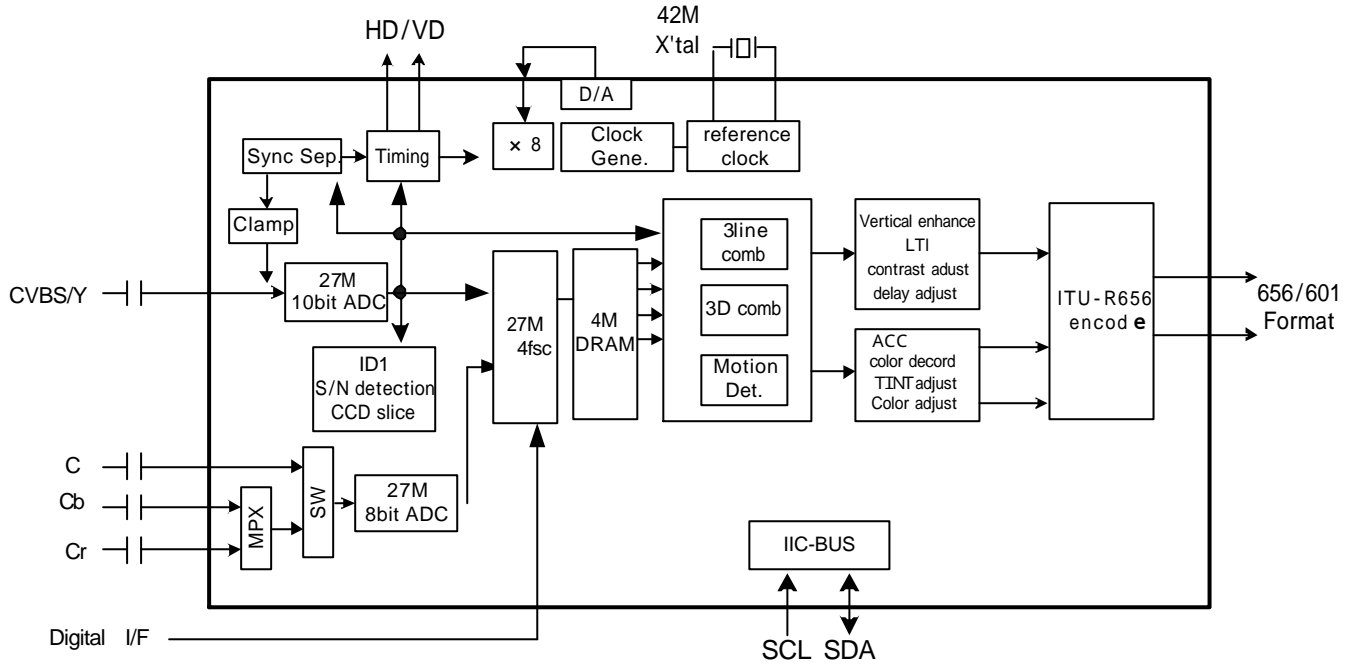 42M
X'tal
HD/VD
D/A
× 8
Clock
Gene.
reference
clock
Sync Sep.
Timing
Clamp
CVBS/Y
27M
10bit ADC
ID1
S/N detection
CCD slice
27M
4fsc
4M
DRAM
3line
comb
3D comb
Motion
Det.
Vertical enhance
LTI
contrast adust
delay adjust
ACC
color decord
TINT adjust
Color adjust
ITU-R656
encod e
656/601
Format
C
Cb
Cr
MPX
SW
27M
8bit ADC
IIC-BUS
Digital I/F
SCL SDA